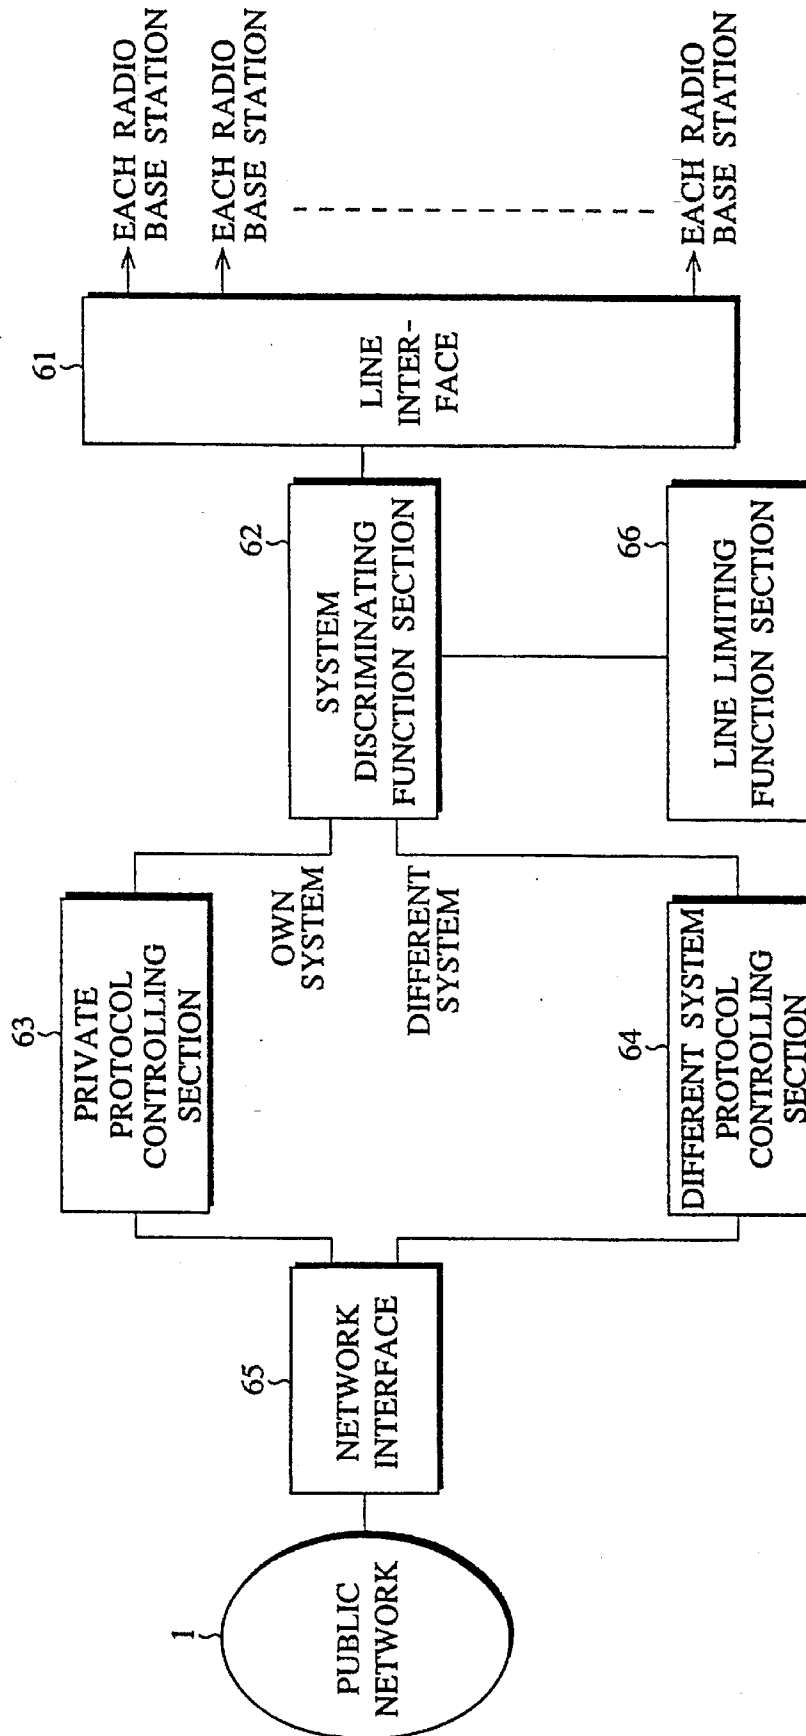 1
PUBLIC
NETWORK
65
NETWORK
INTERFACE
63
PRIVATE
PROTOCOL
CONTROLLING
SECTION
64
DIFFERENT SYSTEM
PROTOCOL
CONTROLLING
SECTION
OWN
SYSTEM
DIFFERENT
SYSTEM
62
SYSTEM
DISCRIMINATING
FUNCTION SECTION
66
LINE LIMITING
FUNCTION SECTION
61
LINE
INTER-
FACE
EACH RADIO
BASE STATION
EACH RADIO
BASE STATION
EACH RADIO
BASE STATION